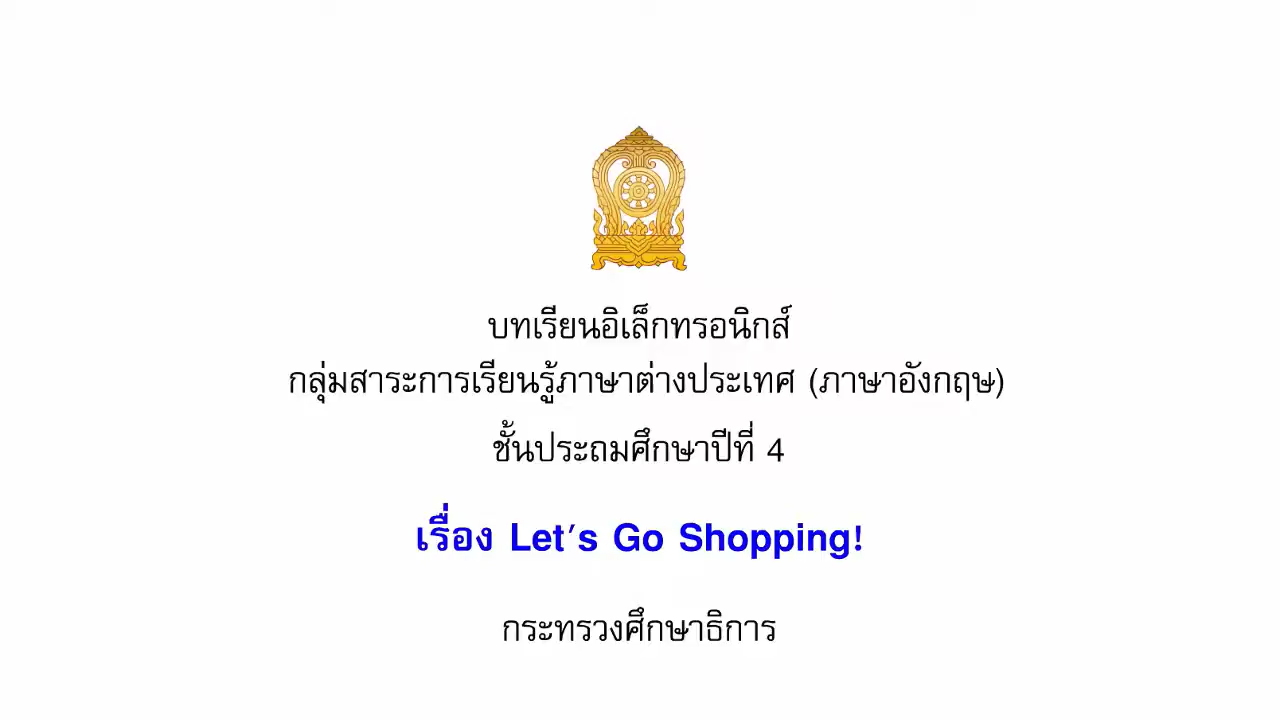 บทเรียนอิเล็กทรอนิกส์
กลุ่มสาระการเรียนรู้ภาษาต่างประเทศ (ภาษาอังกฤษ)
ชั้นประถมศึกษาปีที่ 4
เรื่อง Let's Go Shopping!
กระทรวงศึกษาธิการ